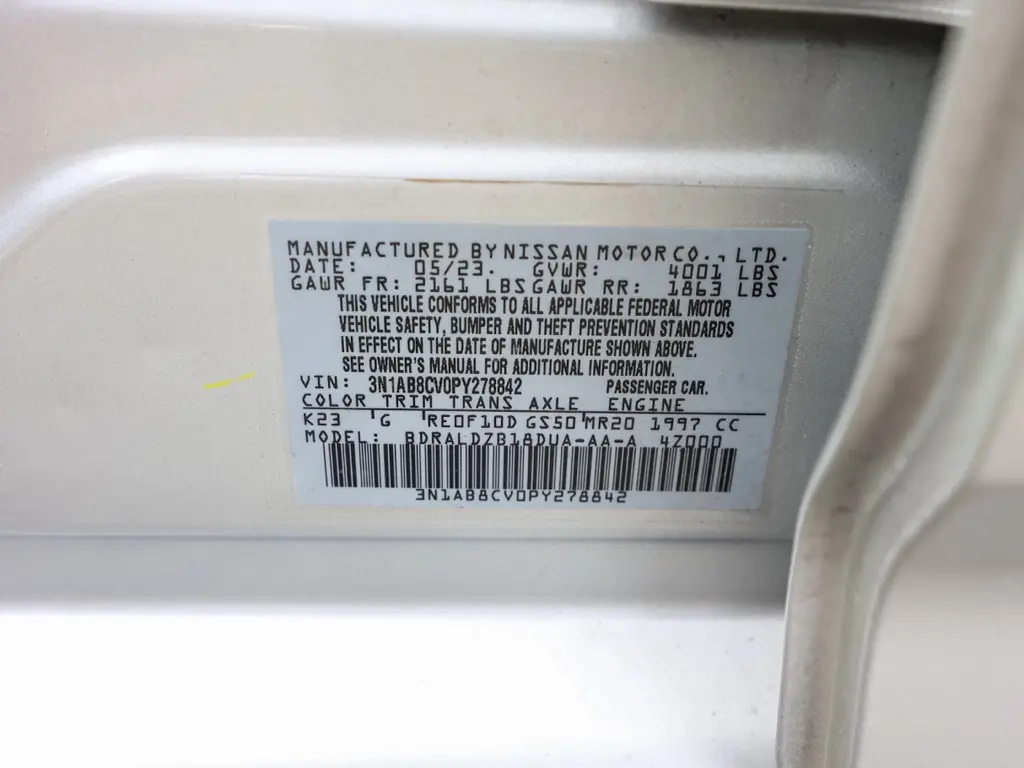 MANUFACTURED BY NISSAN MOTOR CO., LTD.
DATE: 05/23. GVWR: 4001 LBS
GAWR FR: 2161 LBS GAWR RR: 1863 LBS
THIS VEHICLE CONFORMS TO ALL APPLICABLE FEDERAL MOTOR
VEHICLE SAFETY, BUMPER AND THEFT PREVENTION STANDARDS
IN EFFECT ON THE DATE OF MANUFACTURE SHOWN ABOVE.
SEE OWNER'S MANUAL FOR ADDITIONAL INFORMATION.
VIN: 3N1AB8CV0PY278842 PASSENGER CAR.
COLOR TRIM TRANS AXLE ENGINE
K23 'G 'RE0F10D GS50 MR20 1997 CC
MODEL: BDRALDZB18DUA-AA-A 4Z000
3N1AB8CV0PY278842